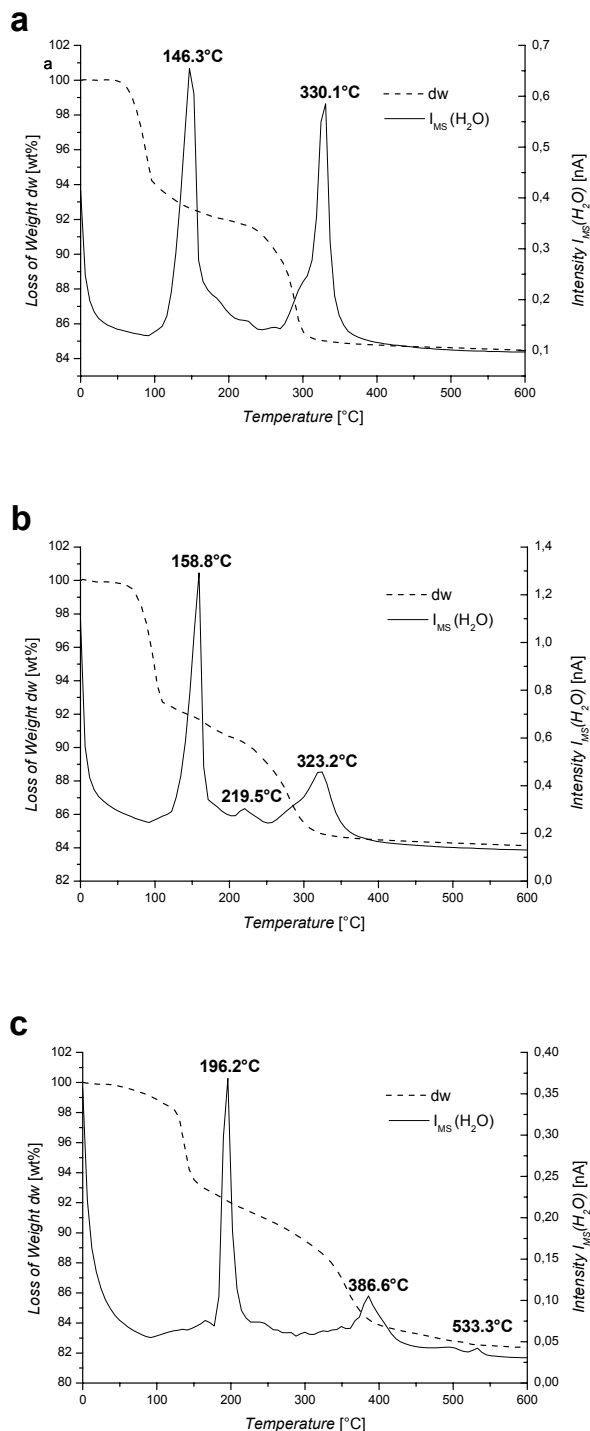 a
102
100
98
96
94
92
90
88
86
84
Loss of Weight dw [wt%]
a
146.3°C
330.1°C
dw
I_MS (H₂O)
0,7
0,6
0,5
0,4
0,3
0,2
0,1
Intensity I_MS(H₂O) [nA]
0 100 200 300 400 500 600
Temperature [°C]
b
102
100
98
96
94
92
90
88
86
84
82
Loss of Weight dw [wt%]
158.8°C
219.5°C
323.2°C
dw
I_MS (H₂O)
1,4
1,2
1,0
0,8
0,6
0,4
0,2
0,0
Intensity I_MS(H₂O) [nA]
0 100 200 300 400 500 600
Temperature [°C]
c
102
100
98
96
94
92
90
88
86
84
82
80
Loss of Weight dw [wt%]
196.2°C
386.6°C
533.3°C
dw
I_MS (H₂O)
0,40
0,35
0,30
0,25
0,20
0,15
0,10
0,05
0,00
Intensity I_MS(H₂O) [nA]
0 100 200 300 400 500 600
Temperature [°C]